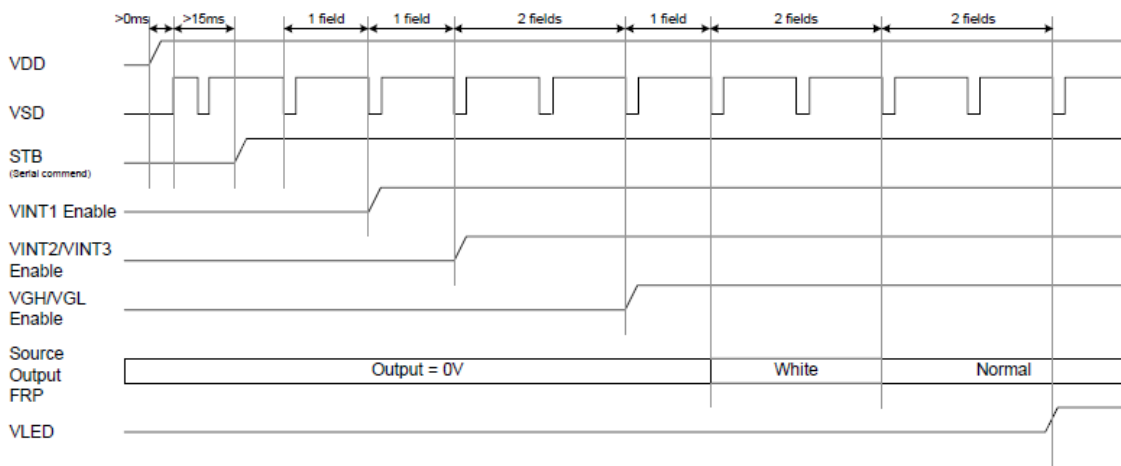 >0ms >15ms 1 field 1 field 2 fields 1 field 2 fields 2 fields
VDD
VSD
STB
(Serial commend)
VINT1 Enable
VINT2/VINT3
Enable
VGH/VGL
Enable
Source
Output
FRP
Output = 0V White Normal
VLED